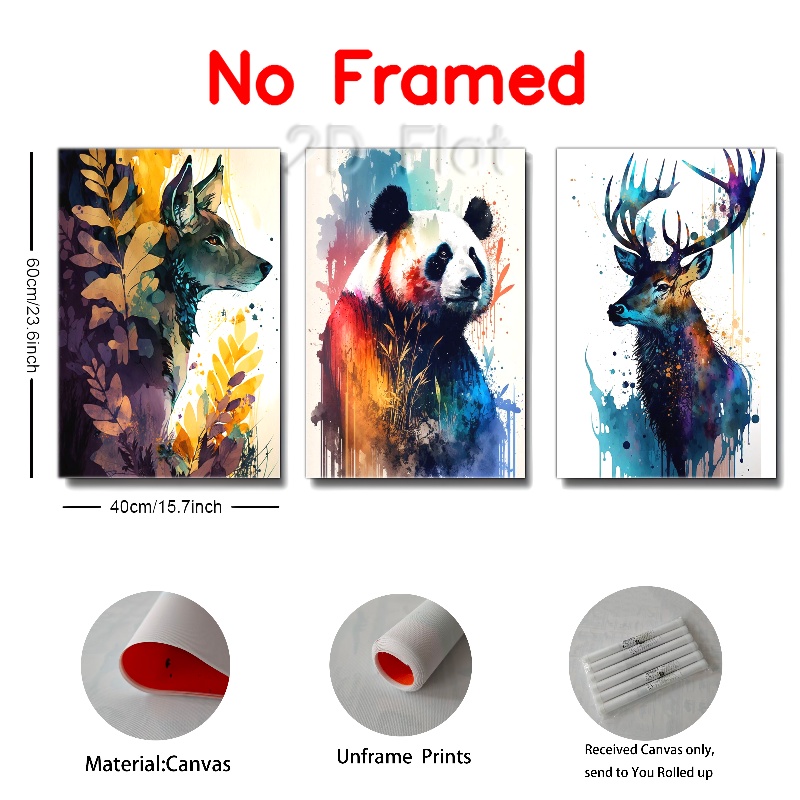 No Framed
2D Flat
60cm/23.6inch
40cm/15.7inch
Material:Canvas
Unframe Prints
Received Canvas only,
send to You Rolled up